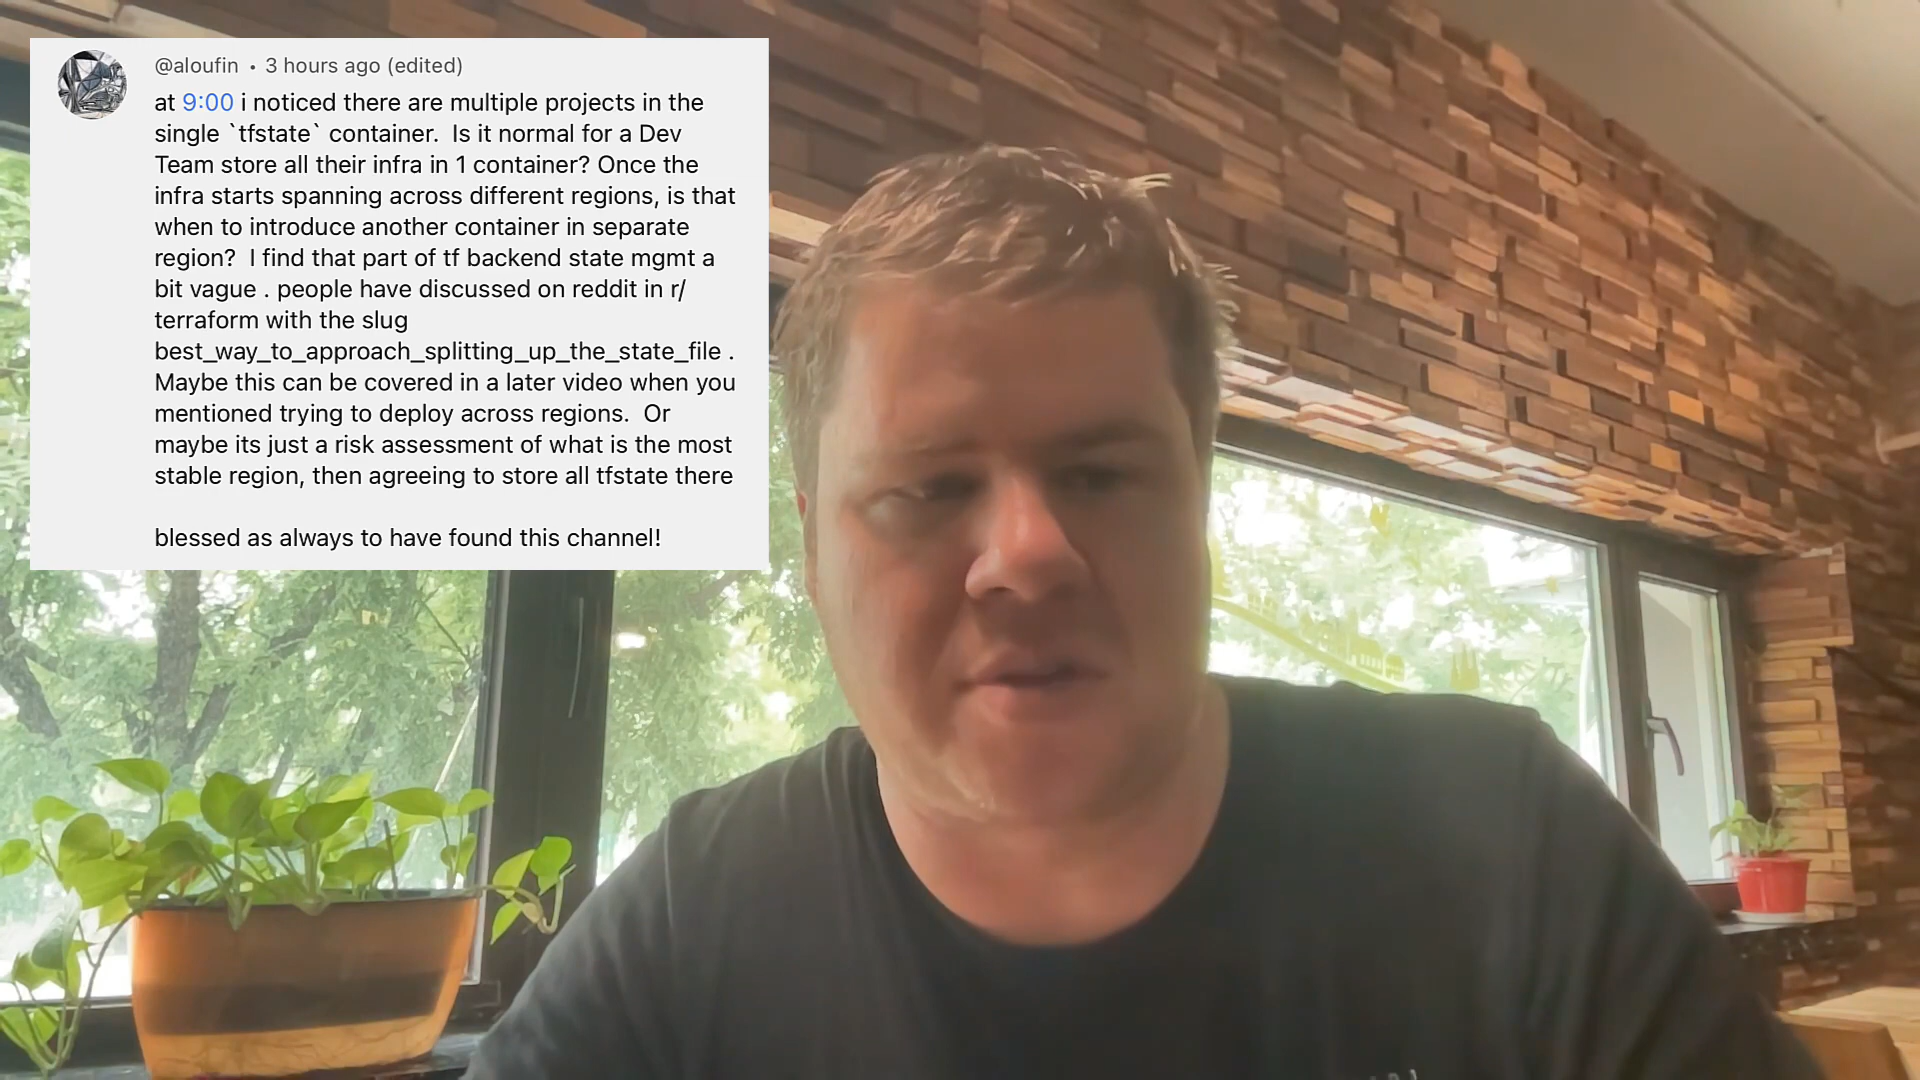 @aloufin • 3 hours ago (edited)
at 9:00 i noticed there are multiple projects in the
single `tfstate` container.  Is it normal for a Dev
Team store all their infra in 1 container? Once the
infra starts spanning across different regions, is that
when to introduce another container in separate
region?  I find that part of tf backend state mgmt a
bit vague . people have discussed on reddit in r/
terraform with the slug
best_way_to_approach_splitting_up_the_state_file .
Maybe this can be covered in a later video when you
mentioned trying to deploy across regions.  Or
maybe its just a risk assessment of what is the most
stable region, then agreeing to store all tfstate there
blessed as always to have found this channel!